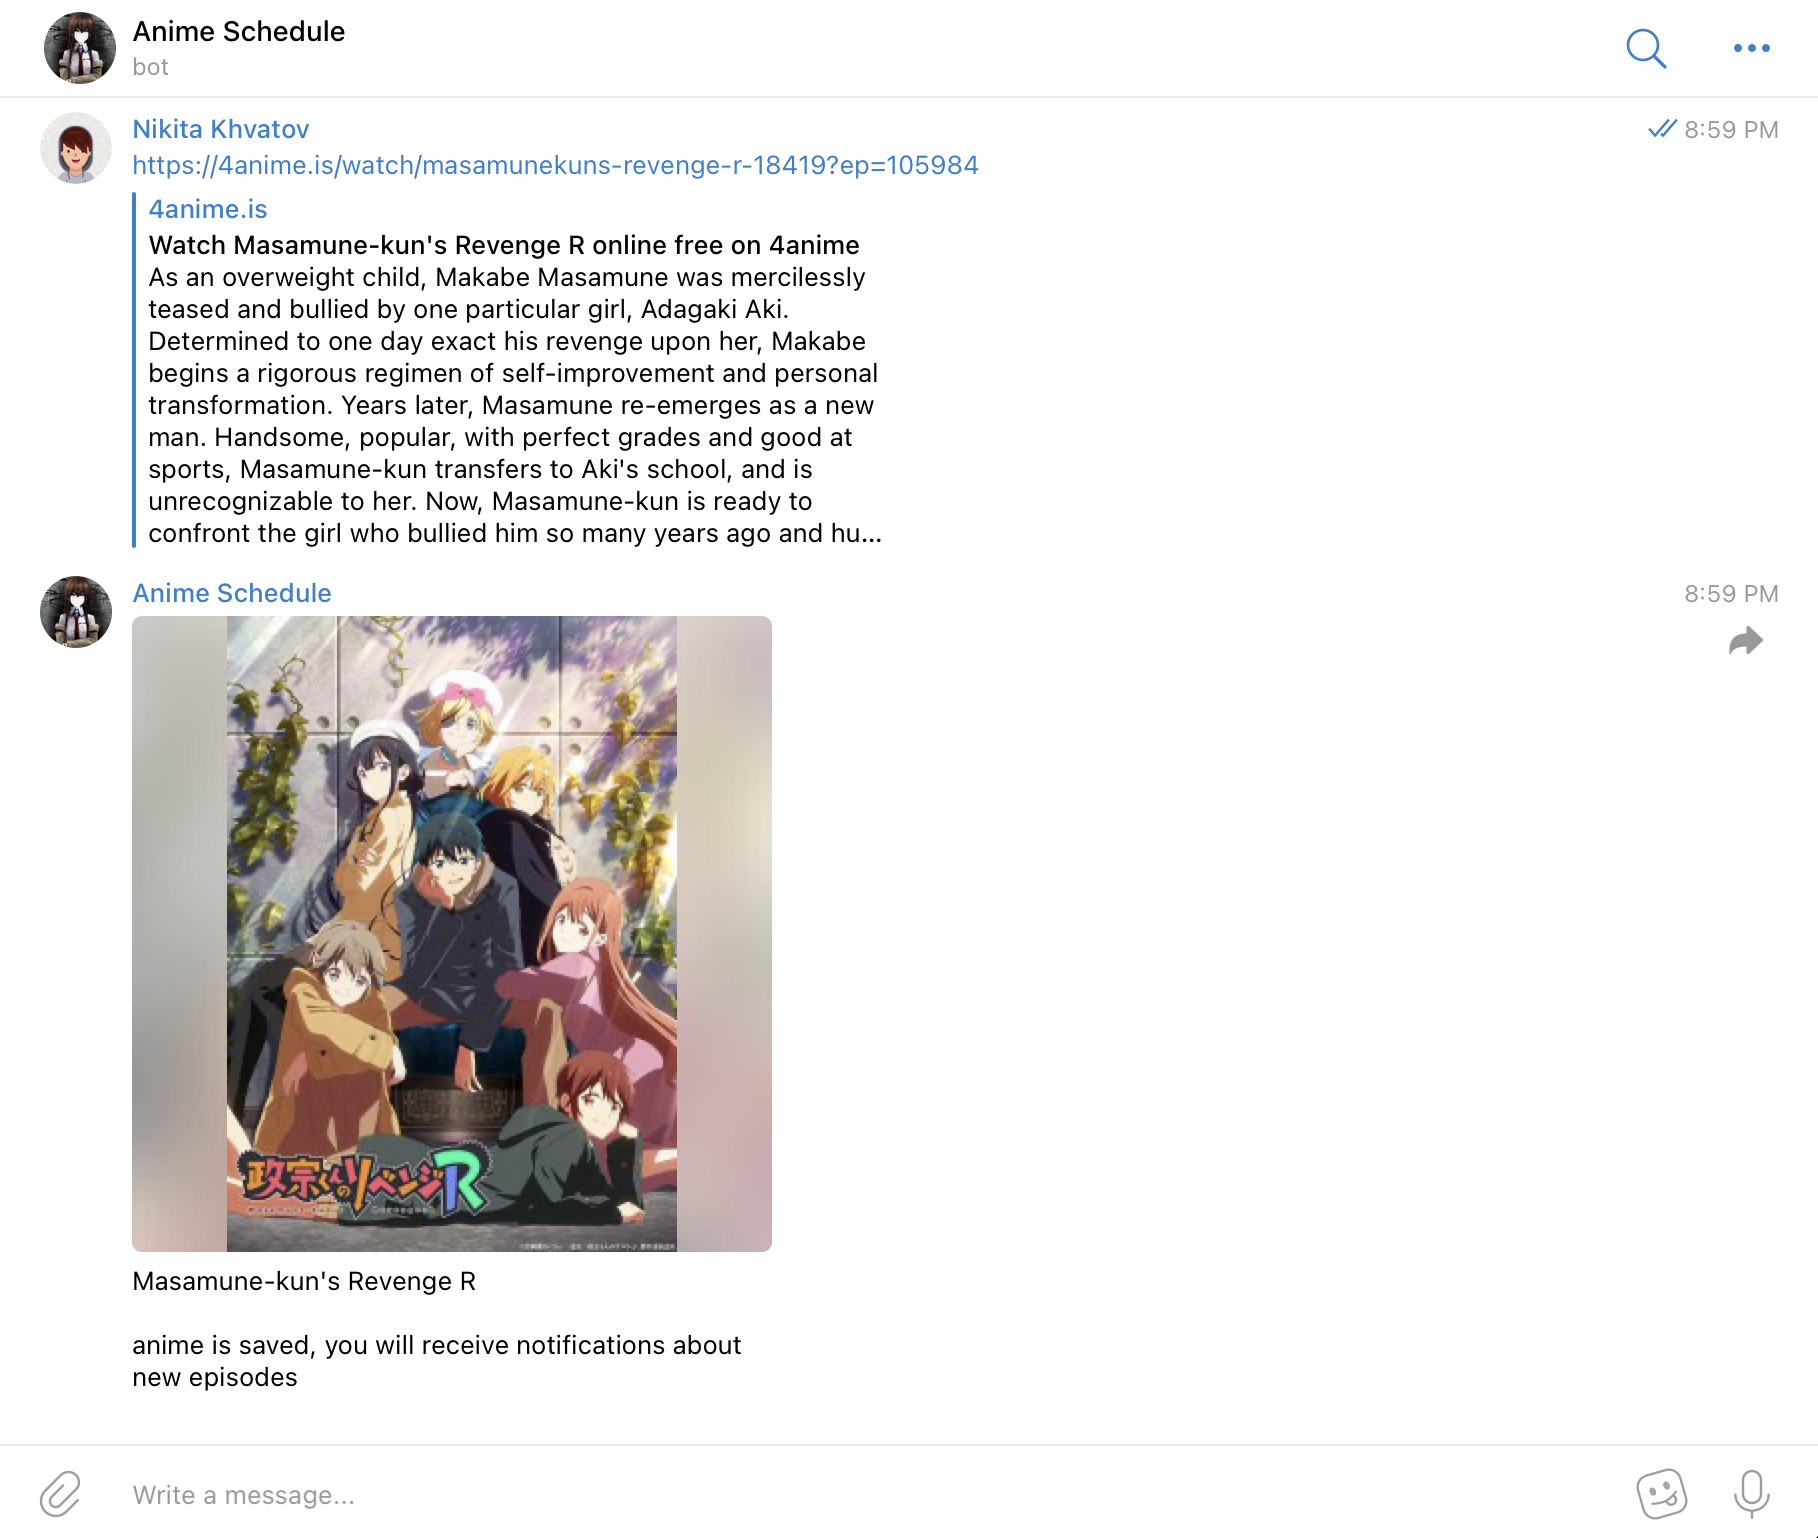 Anime Schedule
bot
Nikita Khvatov
8:59 PM
https://4anime.is/watch/masamunekuns-revenge-r-18419?ep=105984
4anime.is
Watch Masamune-kun's Revenge R online free on 4anime
As an overweight child, Makabe Masamune was mercilessly
teased and bullied by one particular girl, Adagaki Aki.
Determined to one day exact his revenge upon her, Makabe
begins a rigorous regimen of self-improvement and personal
transformation. Years later, Masamune re-emerges as a new
man. Handsome, popular, with perfect grades and good at
sports, Masamune-kun transfers to Aki's school, and is
unrecognizable to her. Now, Masamune-kun is ready to
confront the girl who bullied him so many years ago and hu...
Anime Schedule
8:59 PM
政宗くんのリベンジR
Masamune-kun's Revenge R
anime is saved, you will receive notifications about
new episodes
Write a message...